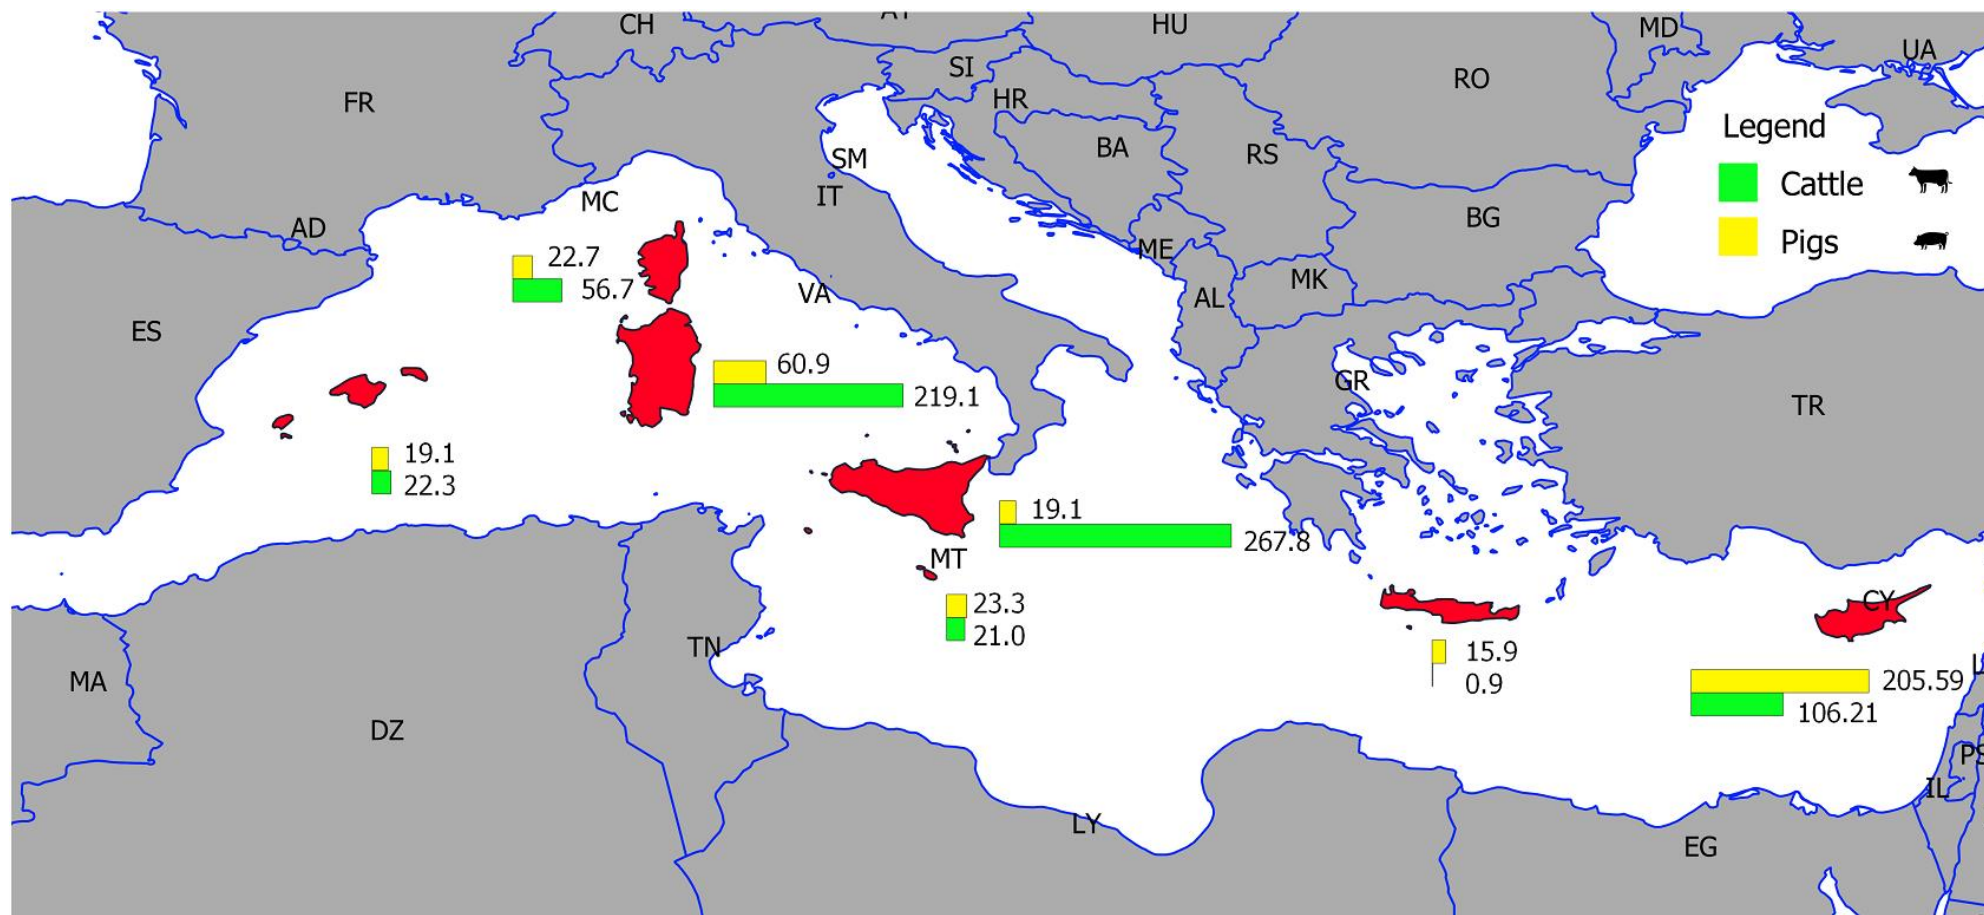 CH
HU
MD
UA
SI
RO
FR
HR
Legend
BA
RS
SM
Cattle
IT
MC
BG
AD
Pigs
ME
22.7
MK
56.7
VA
AL
ES
60.9
GR
219.1
TR
19.1
22.3
19.1
267.8
MT
23.3
21.0
CY
TN
15.9
0.9
MA
205.59
106.21
DZ
IL
LY
EG